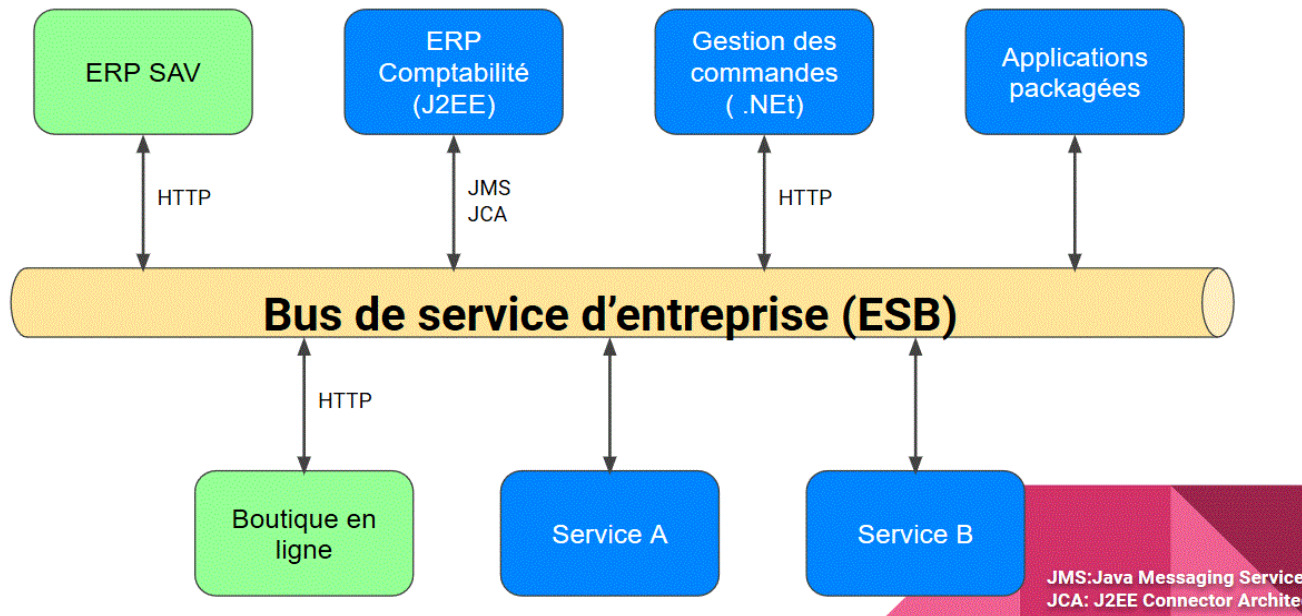 ERP SAV
ERP
Comptabilité
(J2EE)
Gestion des
commandes
( .NEt)
Applications
packagées
HTTP
JMS
JCA
HTTP
Bus de service d’entreprise (ESB)
HTTP
Boutique en
ligne
Service A
Service B
JMS:Java Messaging Service
JCA: J2EE Connector